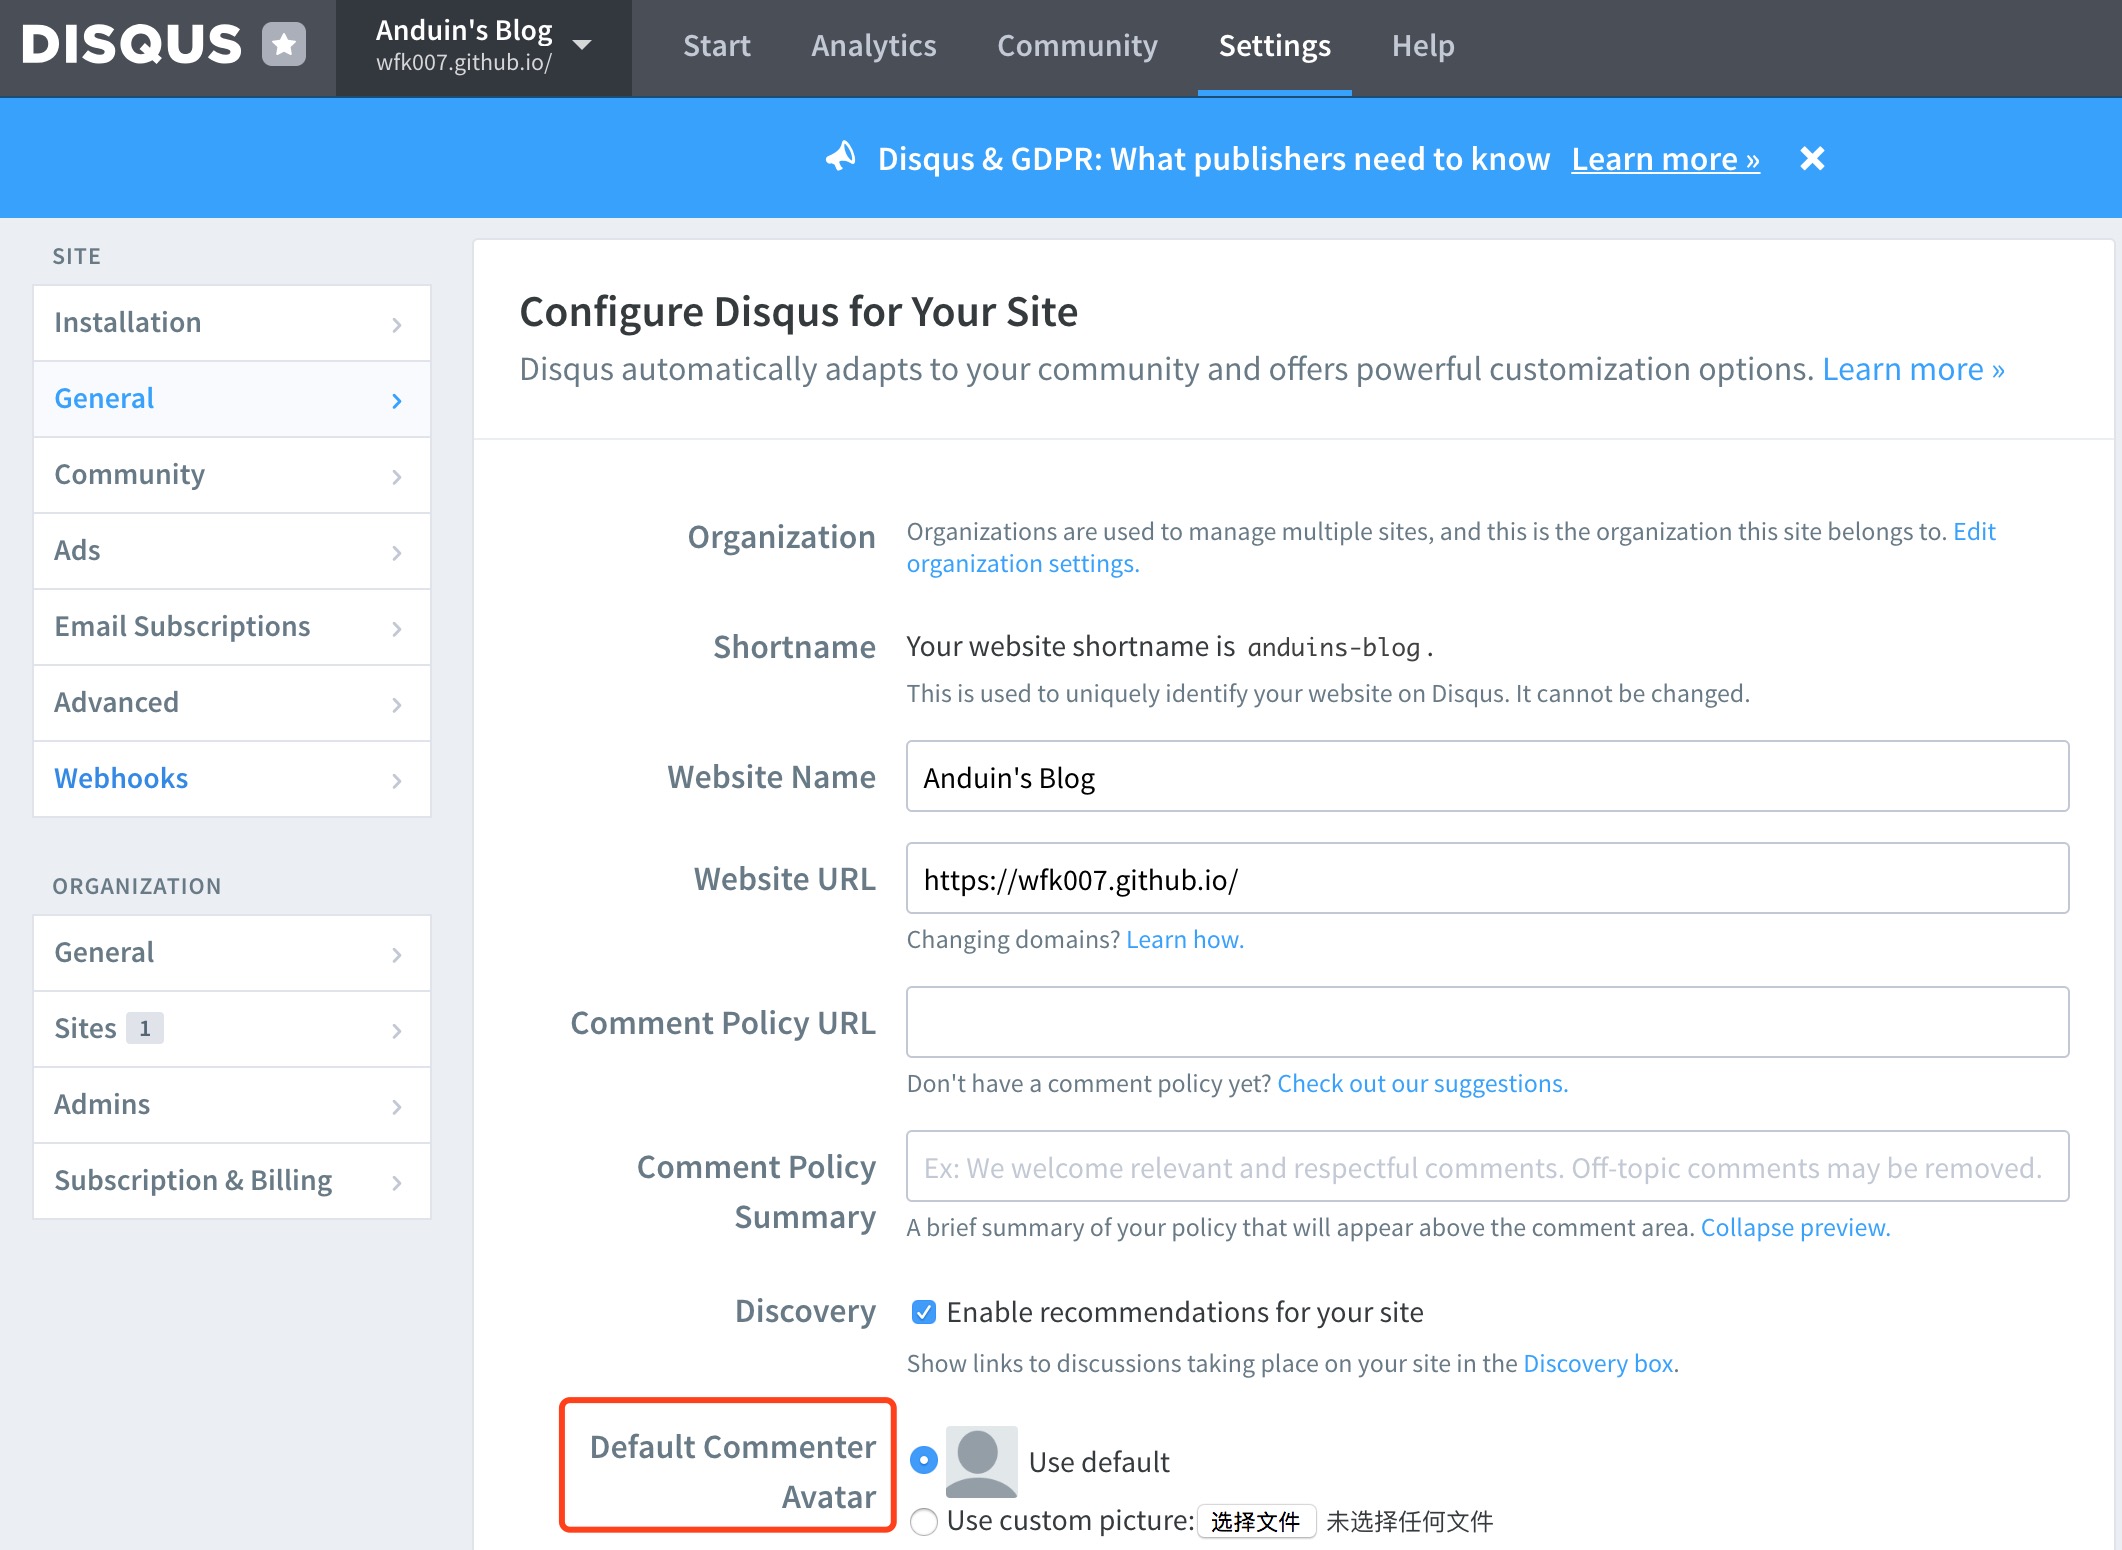 DISQUS
Anduin's Blog
wfk007.github.io/
Start
Analytics
Community
Settings
Help
Disqus & GDPR: What publishers need to know Learn more »
SITE
Installation
General
Community
Ads
Email Subscriptions
Advanced
Webhooks
ORGANIZATION
General
Sites 1
Admins
Subscription & Billing
Configure Disqus for Your Site
Disqus automatically adapts to your community and offers powerful customization options. Learn more »
Organization
Organizations are used to manage multiple sites, and this is the organization this site belongs to. Edit
organization settings.
Shortname
Your website shortname is anduins-blog.
This is used to uniquely identify your website on Disqus. It cannot be changed.
Website Name
Anduin's Blog
Website URL
https://wfk007.github.io/
Changing domains? Learn how.
Comment Policy URL
Don't have a comment policy yet? Check out our suggestions.
Comment Policy
Summary
Ex: We welcome relevant and respectful comments. Off-topic comments may be removed.
A brief summary of your policy that will appear above the comment area. Collapse preview.
Discovery
Enable recommendations for your site
Show links to discussions taking place on your site in the Discovery box.
Default Commenter
Avatar
Use default
Use custom picture: 选择文件 未选择任何文件